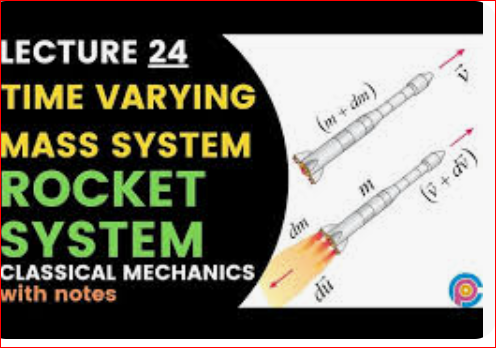 LECTURE 24
TIME VARYING
MASS SYSTEM
ROCKET
SYSTEM
CLASSICAL MECHANICS
with notes
(m + dm)
v⃗
m
(v⃗ + dv⃗)
dm
du⃗